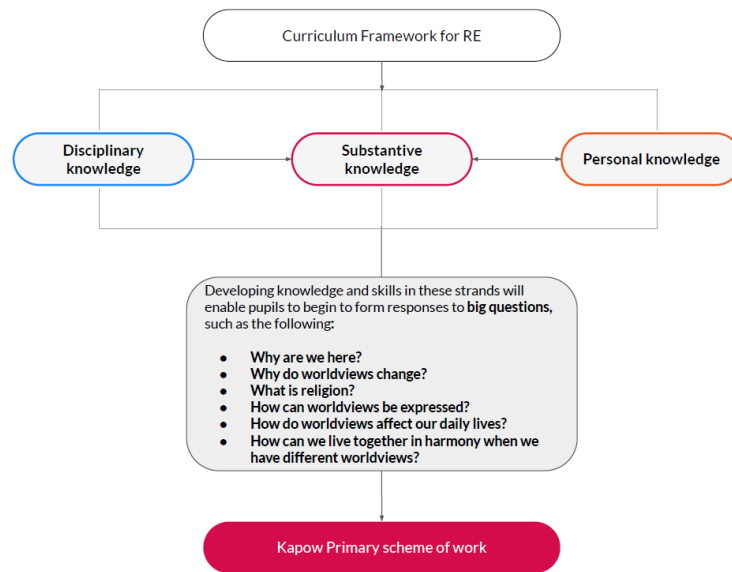 Curriculum Framework for RE
Disciplinary
knowledge
Substantive
knowledge
Personal knowledge
Developing knowledge and skills in these strands will
enable pupils to begin to form responses to big questions,
such as the following:
● Why are we here?
● Why do worldviews change?
● What is religion?
● How can worldviews be expressed?
● How do worldviews affect our daily lives?
● How can we live together in harmony when we
have different worldviews?
Kapow Primary scheme of work